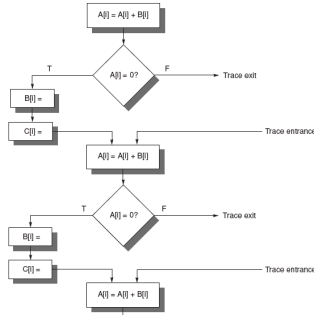 A[i] = A[i] + B[i]
T
A[i] = 0?
F
Trace exit
B[i] =
C[i] =
Trace entrance
A[i] = A[i] + B[i]
T
A[i] = 0?
F
Trace exit
B[i] =
C[i] =
Trace entrance
A[i] = A[i] + B[i]